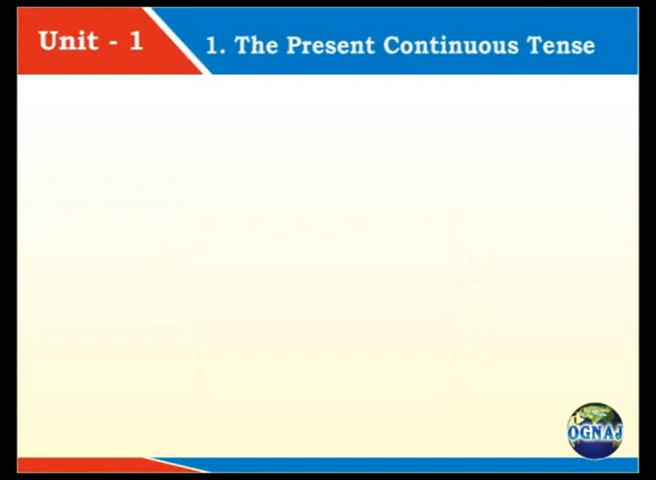 Unit - 1
1. The Present Continuous Tense
OGNAJ